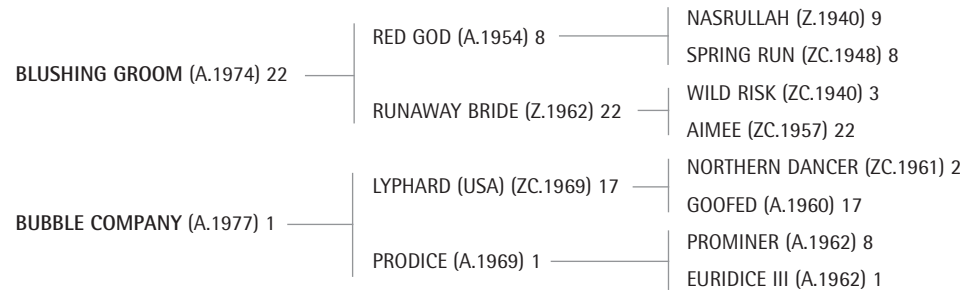 NASRULLAH (Z.1940) 9
RED GOD (A.1954) 8
SPRING RUN (ZC.1948) 8
BLUSHING GROOM (A.1974) 22
WILD RISK (ZC.1940) 3
RUNAWAY BRIDE (Z.1962) 22
AIMEE (ZC.1957) 22
NORTHERN DANCER (ZC.1961) 2
LYPHARD (USA) (ZC.1969) 17
GOOFED (A.1960) 17
BUBBLE COMPANY (A.1977) 1
PROMINER (A.1962) 8
PRODICE (A.1969) 1
EURIDICE III (A.1962) 1